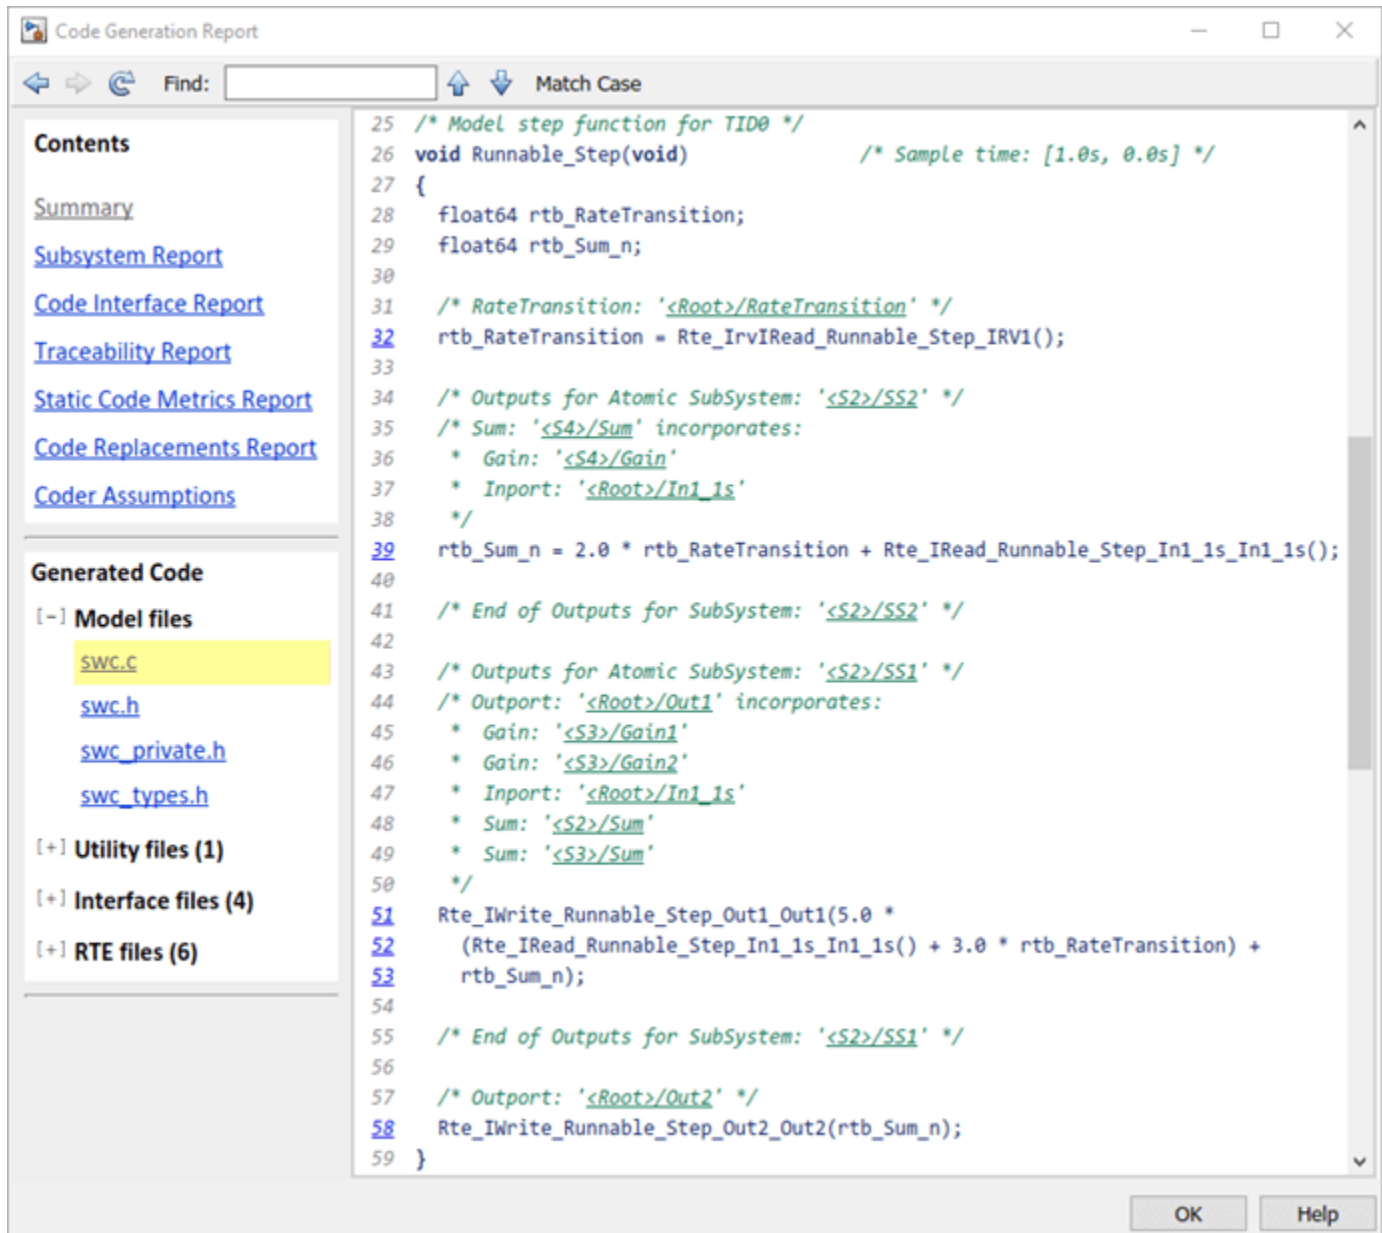 Code Generation Report
Find:
Match Case
Contents
Summary
Subsystem Report
Code Interface Report
Traceability Report
Static Code Metrics Report
Code Replacements Report
Coder Assumptions
Generated Code
[-] Model files
swc.c
swc.h
swc_private.h
swc_types.h
[+] Utility files (1)
[+] Interface files (4)
[+] RTE files (6)
25 /* Model step function for TID0 */
26 void Runnable_Step(void) /* Sample time: [1.0s, 0.0s] */
27 {
28 float64 rtb_RateTransition;
29 float64 rtb_Sum_n;
30
31 /* RateTransition: '<Root>/RateTransition' */
32 rtb_RateTransition = Rte_IrvIRead_Runnable_Step_IRV1();
33
34 /* Outputs for Atomic SubSystem: '<S2>/SS2' */
35 /* Sum: '<S4>/Sum' incorporates:
36 * Gain: '<S4>/Gain'
37 * Inport: '<Root>/In1_1s'
38 */
39 rtb_Sum_n = 2.0 * rtb_RateTransition + Rte_IRead_Runnable_Step_In1_1s_In1_1s();
40
41 /* End of Outputs for SubSystem: '<S2>/SS2' */
42
43 /* Outputs for Atomic SubSystem: '<S2>/SS1' */
44 /* Outport: '<Root>/Out1' incorporates:
45 * Gain: '<S3>/Gain1'
46 * Gain: '<S3>/Gain2'
47 * Inport: '<Root>/In1_1s'
48 * Sum: '<S2>/Sum'
49 * Sum: '<S3>/Sum'
50 */
51 Rte_IWrite_Runnable_Step_Out1_Out1(5.0 *
52 (Rte_IRead_Runnable_Step_In1_1s_In1_1s() + 3.0 * rtb_RateTransition) +
53 rtb_Sum_n);
54
55 /* End of Outputs for SubSystem: '<S2>/SS1' */
56
57 /* Outport: '<Root>/Out2' */
58 Rte_IWrite_Runnable_Step_Out2_Out2(rtb_Sum_n);
59 }
OK
Help